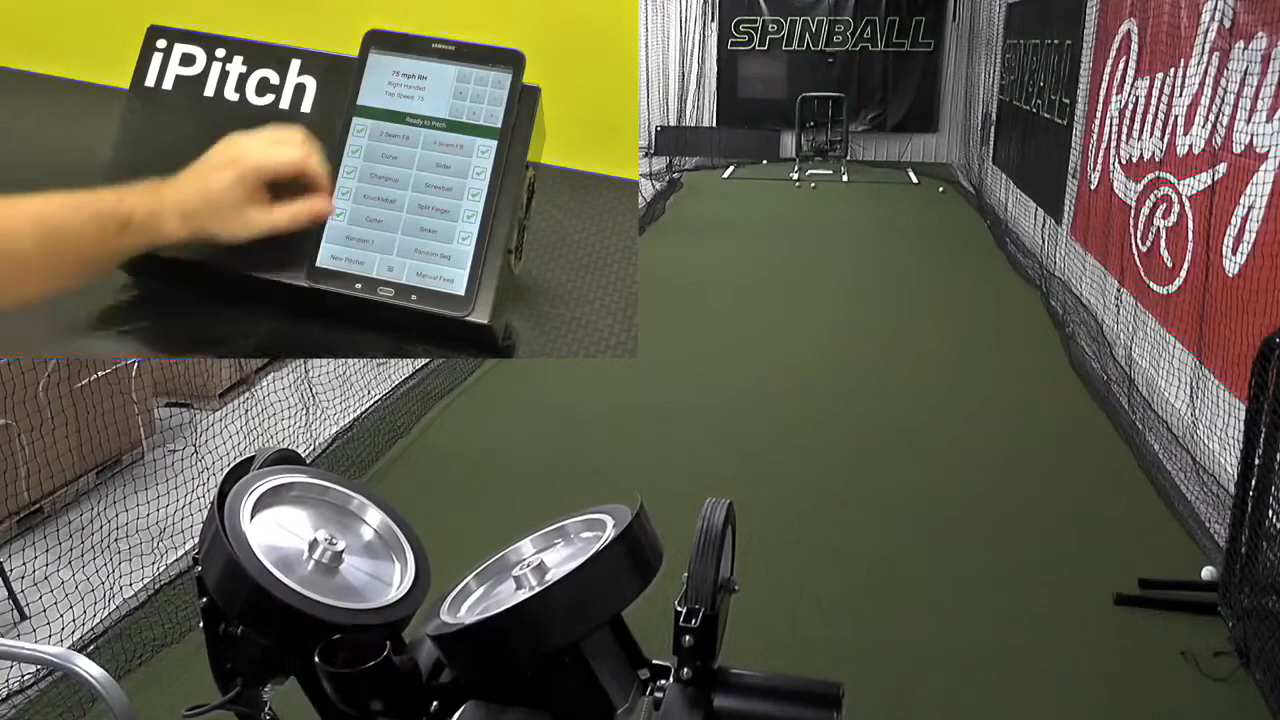 iPitch
SAMSUNG
75 mph RH
Right Handed
Top Speed: 75
Ready to Pitch
2 Seam FB
4 Seam FB
Curve
Slider
Changeup
Screwball
Knuckleball
Split Finger
Cutter
Sinker
Random 1
Random Seq
New Pitcher
Manual Feed
SPINBALL
SPINBALL
Rawlings
R